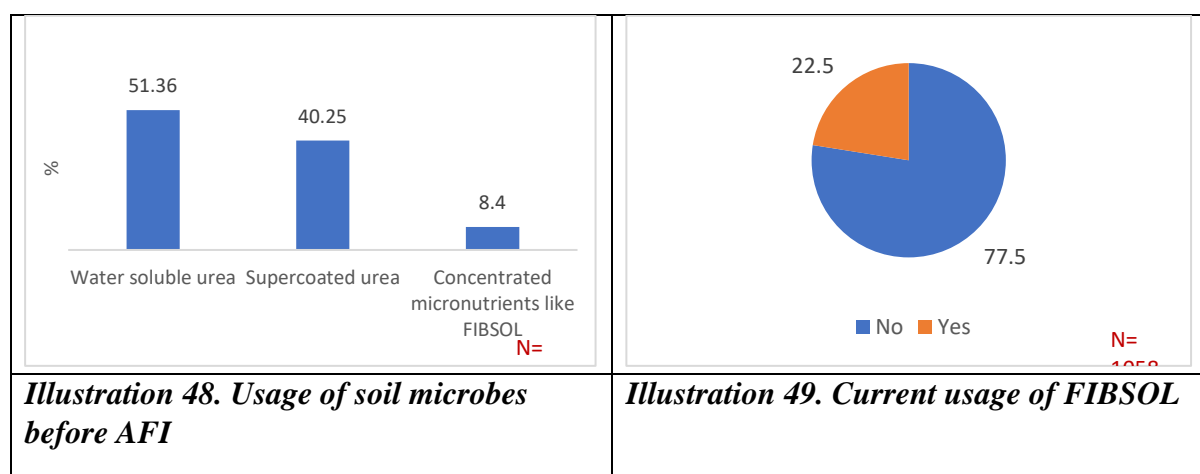 51.36
40.25
8.4
%
Water soluble urea
Supercoated urea
Concentrated
micronutrients like
FIBSOL
N=
22.5
77.5
No Yes
N=
Illustration 48. Usage of soil microbes
before AFI
Illustration 49. Current usage of FIBSOL